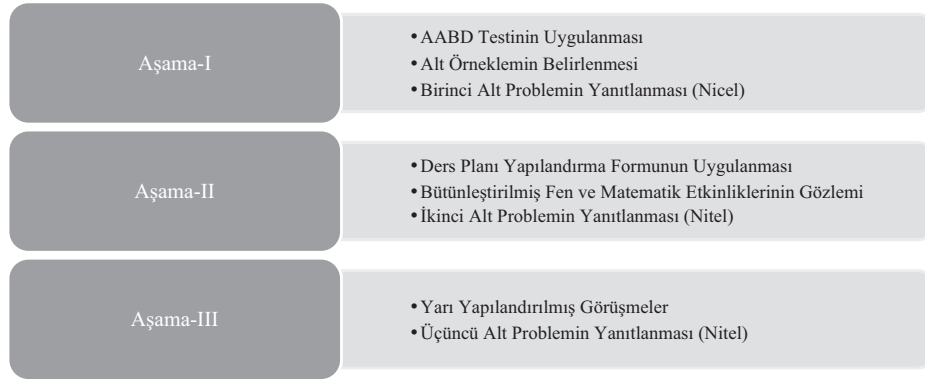 Aşama-I
• AABD Testinin Uygulanması
• Alt Örneklemin Belirlenmesi
• Birinci Alt Problemin Yanıtlanması (Nicel)
Aşama-II
• Ders Planı Yapılandırma Formunun Uygulanması
• Bütünleştirilmiş Fen ve Matematik Etkinliklerinin Gözlemi
• İkinci Alt Problemin Yanıtlanması (Nitel)
Aşama-III
• Yarı Yapılandırılmış Görüşmeler
• Üçüncü Alt Problemin Yanıtlanması (Nitel)